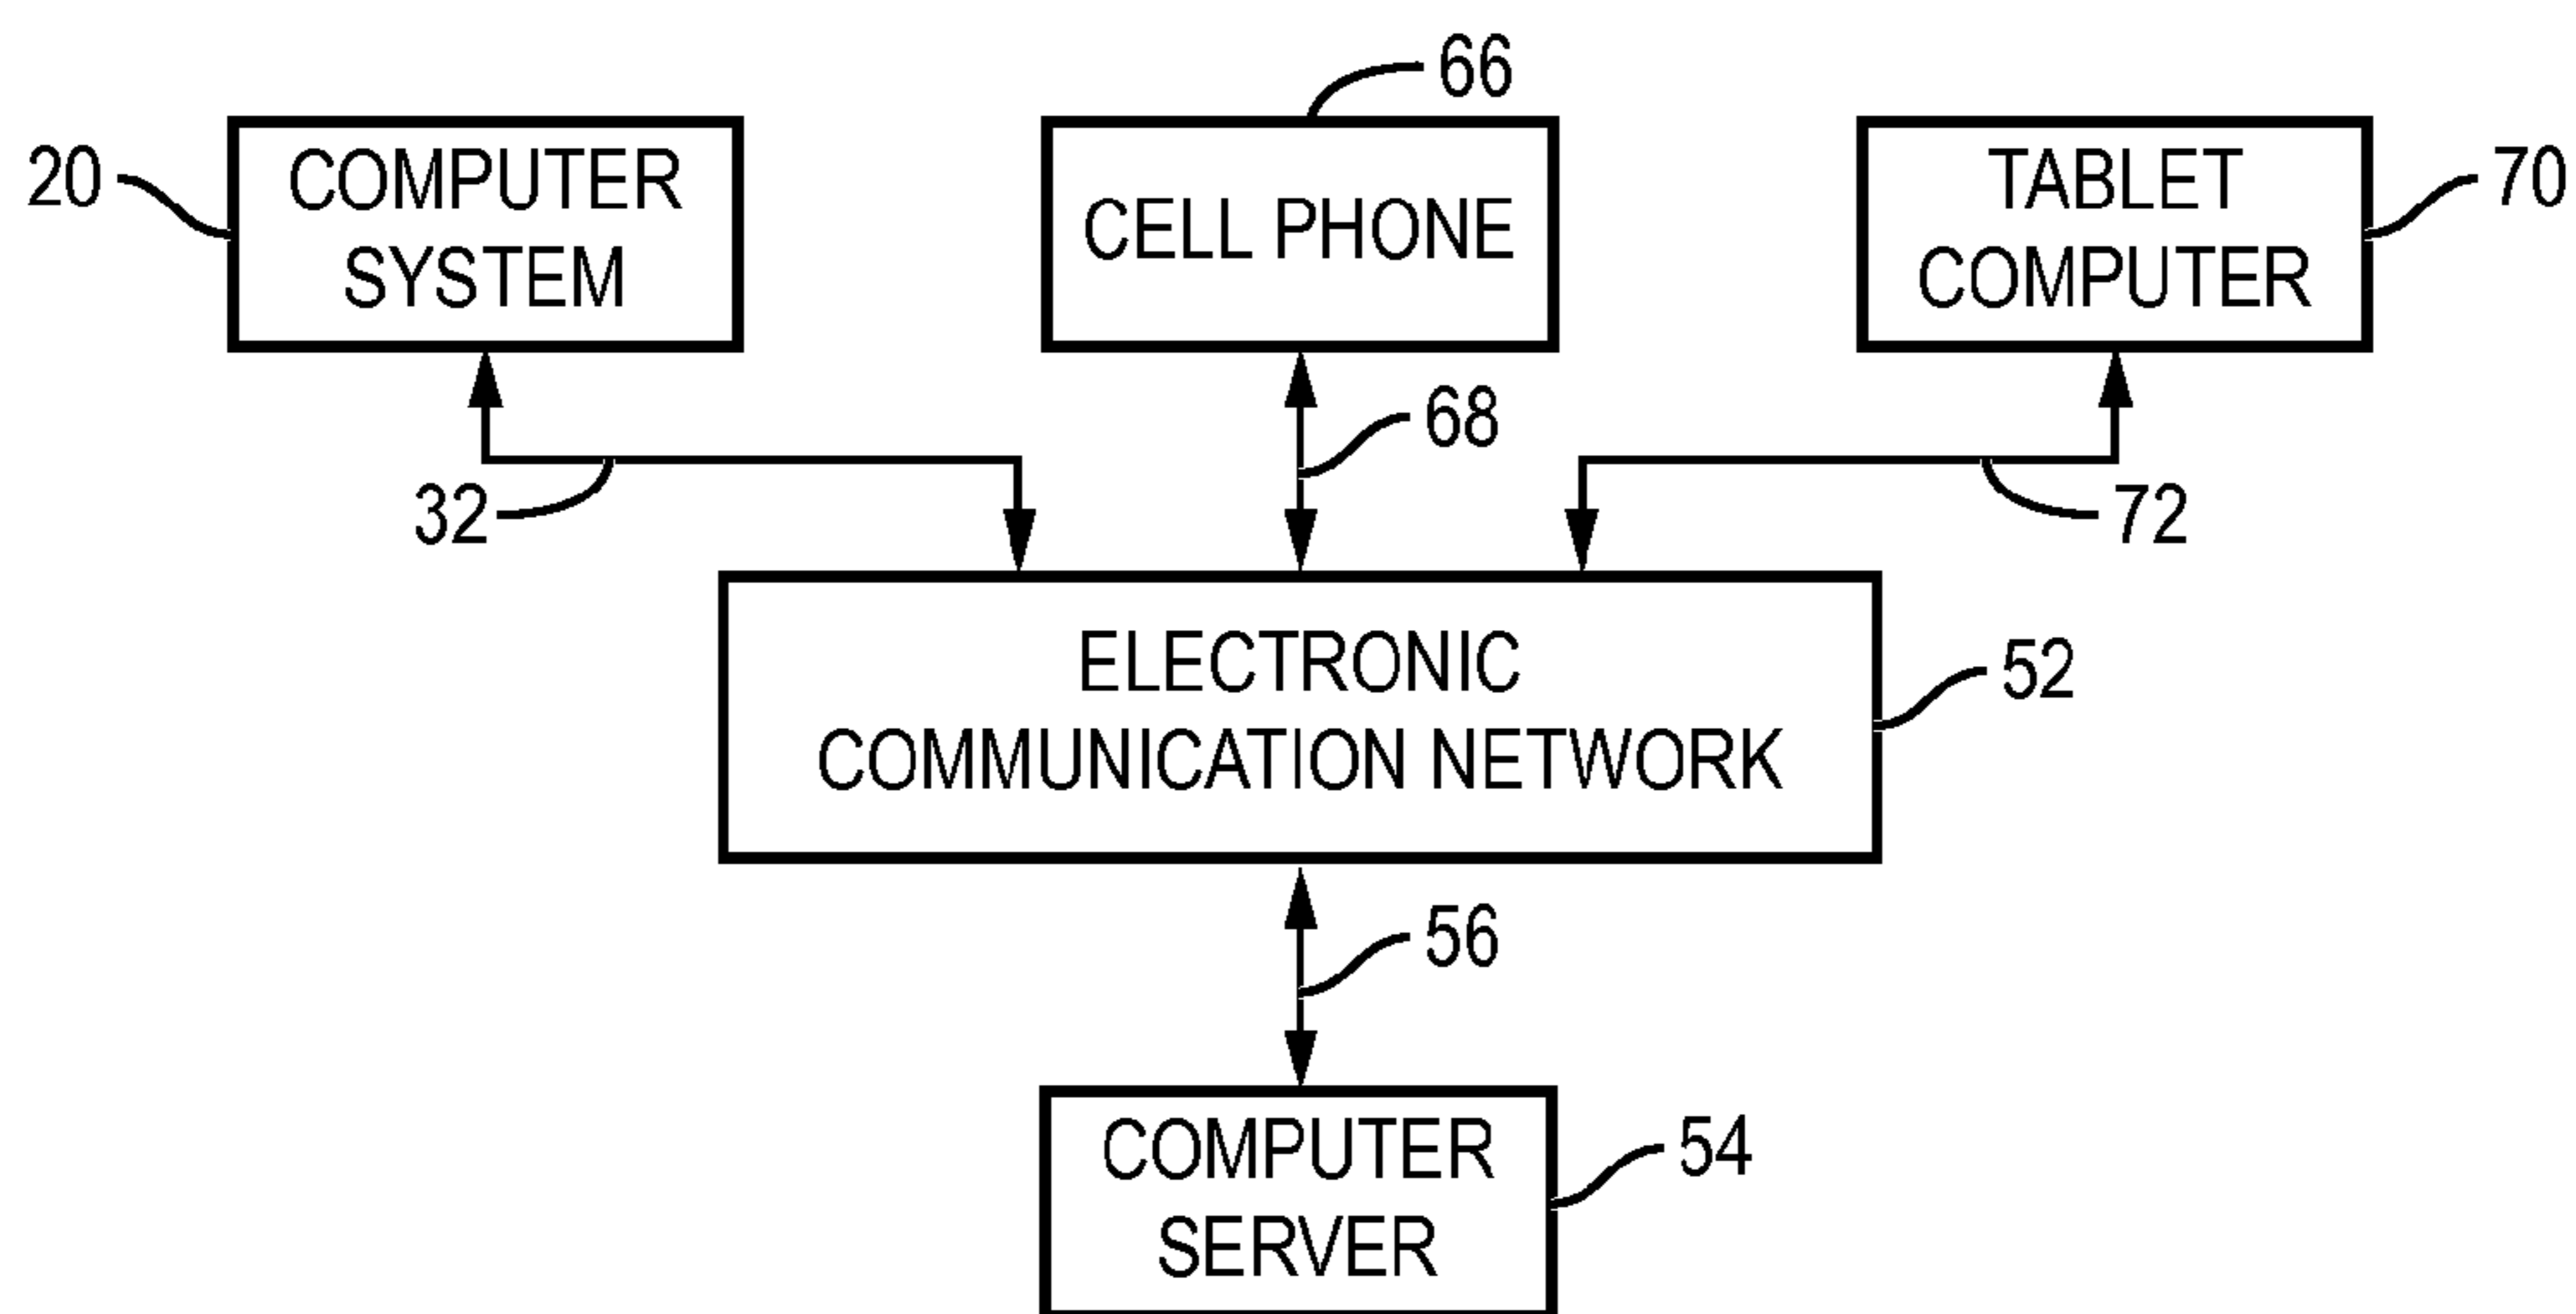 66
20
COMPUTER
SYSTEM
CELL PHONE
TABLET
COMPUTER
70
68
32
72
ELECTRONIC
COMMUNICATION NETWORK
52
56
COMPUTER
SERVER
54